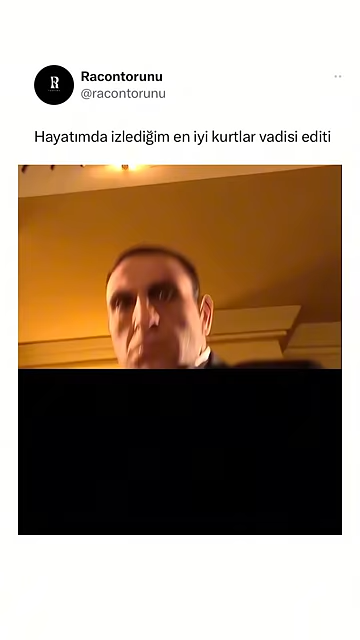 Racontorunu
@racontorunu
Hayatımda izlediğim en iyi kurtlar vadisi editi